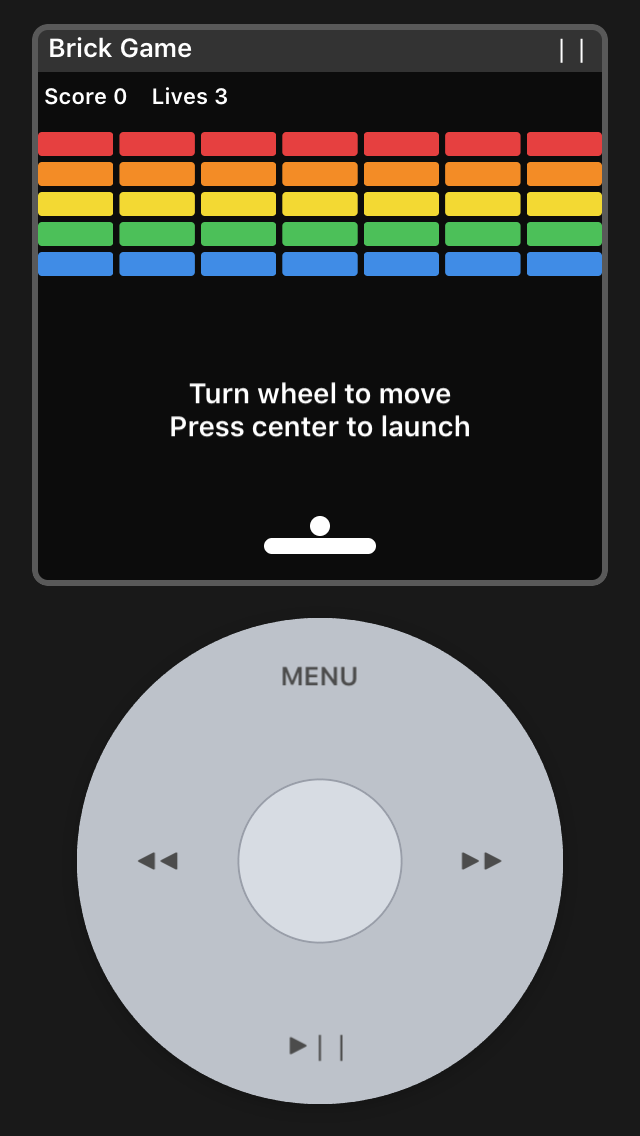 Brick Game
Score 0 Lives 3
Turn wheel to move
Press center to launch
MENU